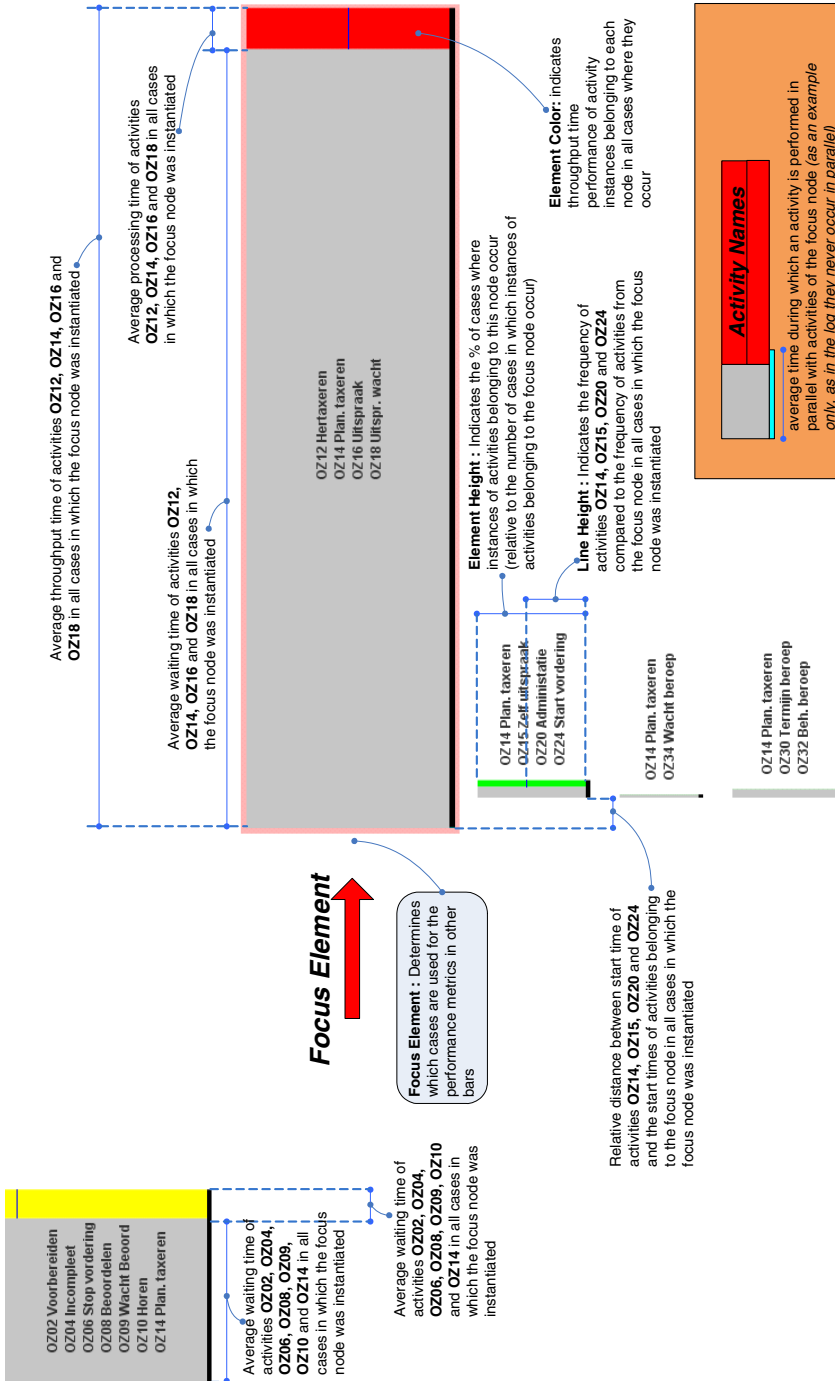 Average throughput time of activities OZ12, OZ14, OZ16 and
OZ18 in all cases in which the focus node was instantiated
Average processing time of activities
OZ12, OZ14, OZ16 and OZ18 in all cases
in which the focus node was instantiated
Average waiting time of activities OZ12,
OZ14, OZ16 and OZ18 in all cases in which
the focus node was instantiated
OZ02 Voorbereiden
OZ04 Incompleet
OZ06 Stop vordering
OZ08 Beoordelen
OZ09 Wacht Beoord
OZ10 Horen
OZ14 Plan. taxeren
Average waiting time of
activities OZ02, OZ04,
OZ06, OZ08, OZ09,
OZ10 and OZ14 in all
cases in which the focus
node was instantiated
Average waiting time of
activities OZ02, OZ04,
OZ06, OZ08, OZ09, OZ10
and OZ14 in all cases in
which the focus node was
instantiated
Focus Element
Focus Element : Determines
which cases are used for the
performance metrics in other
bars
OZ12 Hertaxeren
OZ14 Plan. taxeren
OZ16 Uitspraak
OZ18 Uitspr. wacht
Element Color: indicates
throughput time
performance of activity
instances belonging to each
node in all cases where they
occur
Element Height : Indicates the % of cases where
instances of activities belonging to this node occur
(relative to the number of cases in which instances of
activities belonging to the focus node occur)
OZ14 Plan. taxeren
OZ15 Zelf uitspraak
OZ20 Administatie
OZ24 Start vordering
Line Height : Indicates the frequency of
activities OZ14, OZ15, OZ20 and OZ24
compared to the frequency of activities from
the focus node in all cases in which the focus
node was instantiated
Relative distance between start time of
activities OZ14, OZ15, OZ20 and OZ24
and the start times of activities belonging
to the focus node in all cases in which the
focus node was instantiated
OZ14 Plan. taxeren
OZ34 Wacht beroep
OZ14 Plan. taxeren
OZ30 Termijn beroep
OZ32 Beh. beroep
Activity Names
average time during which an activity is performed in
parallel with activities of the focus node (as an example
only, as in the log they never occur in parallel)